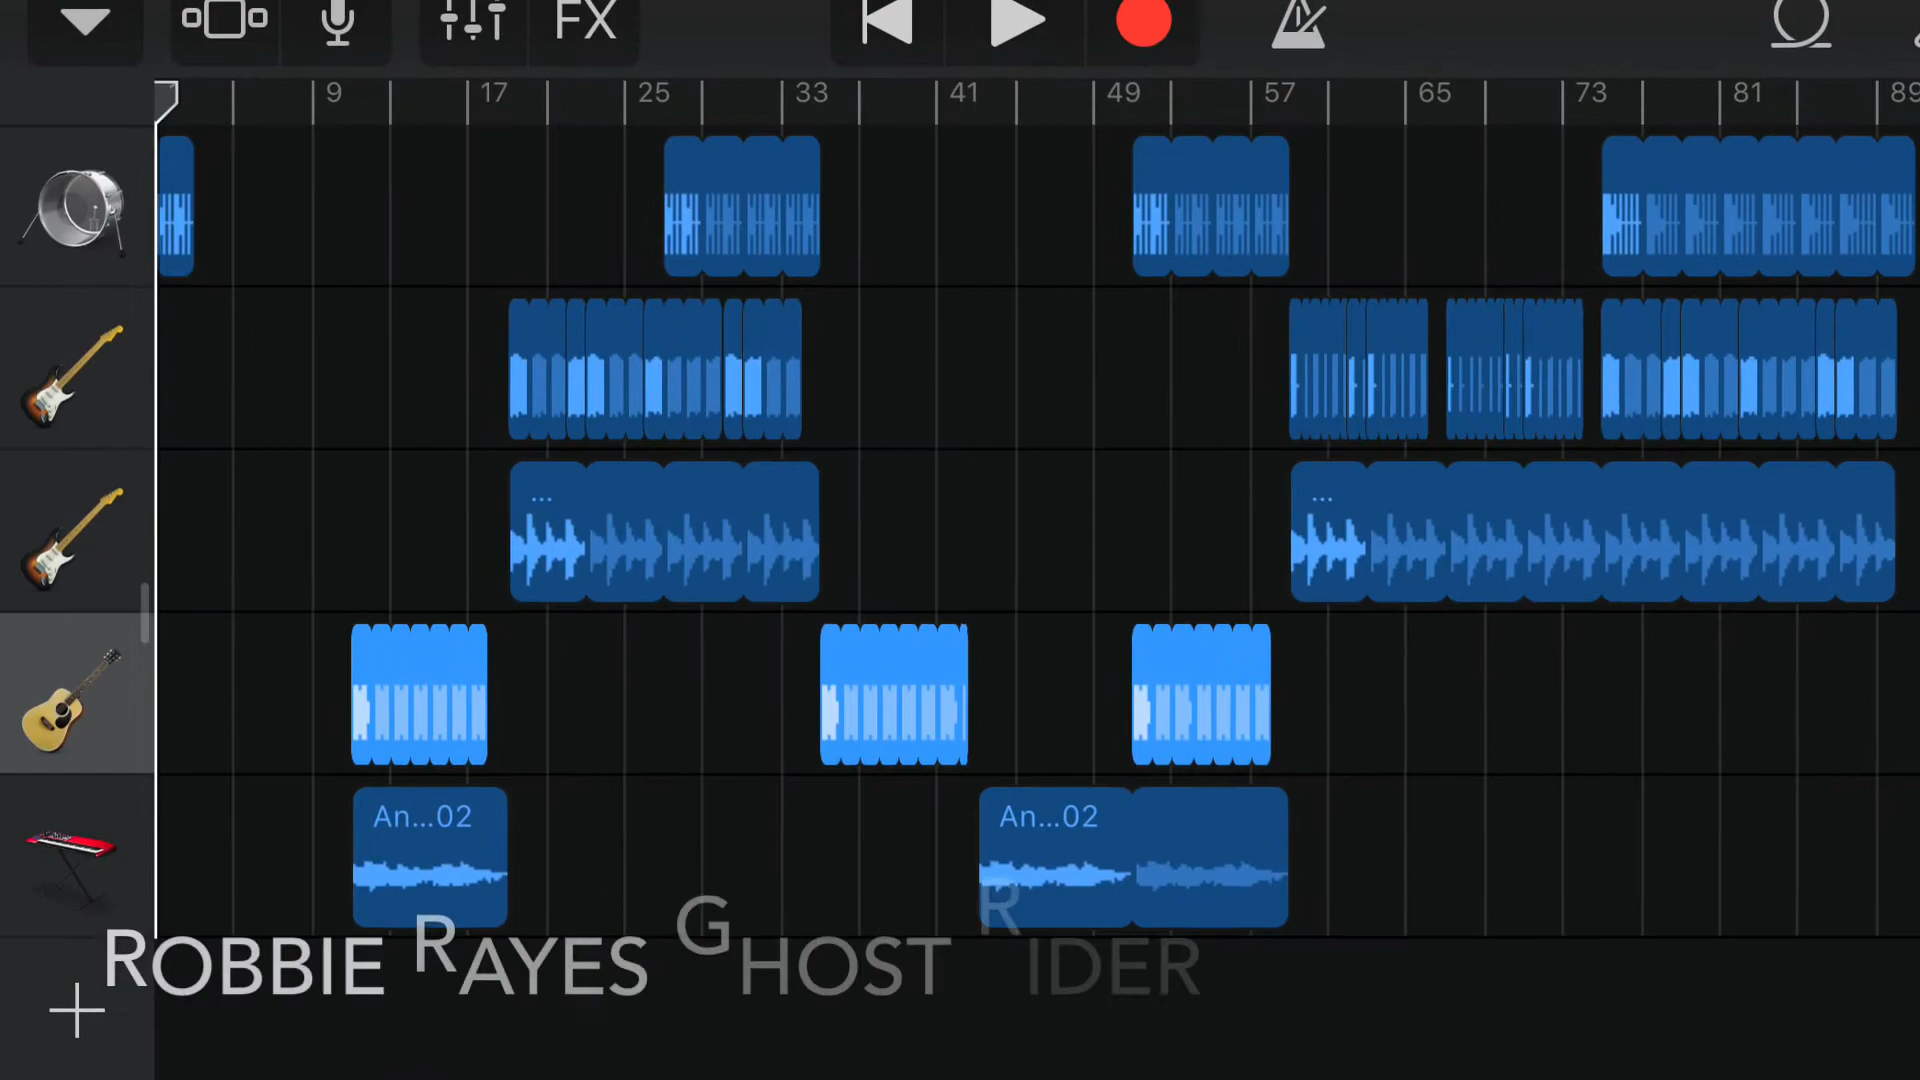 FX
9 17 25 33 41 49 57 65 73 81 89
...
...
An...02
An...02
ROBBIE RAYES GHOST RIDER